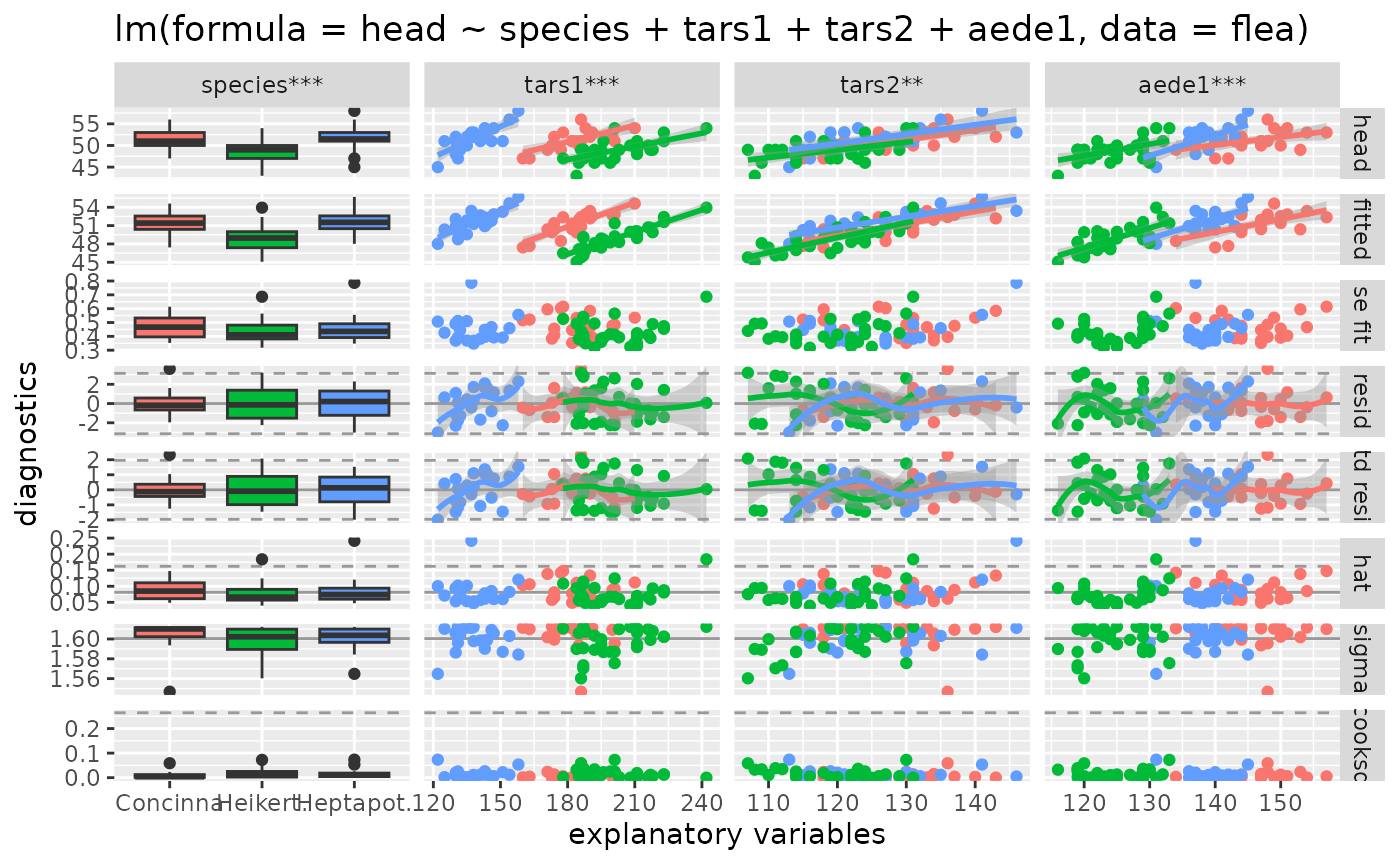 lm(formula = head ~ species + tars1 + tars2 + aede1, data = flea)
species*** tars1*** tars2** aede1***
55
50
45
head
54
51
48
45
fitted
0.8
0.7
0.6
0.5
0.4
0.3
se fit
2
0
-2
resid
2
1
0
-1
-2
td resi
0.25
0.20
0.15
0.10
0.05
hat
1.60
1.58
1.56
sigma
0.2
0.1
0.0
cooksd
diagnostics
Concinna Heikert. Heptapot. 120 150 180 210 240 110 120 130 140 120 130 140 150
explanatory variables